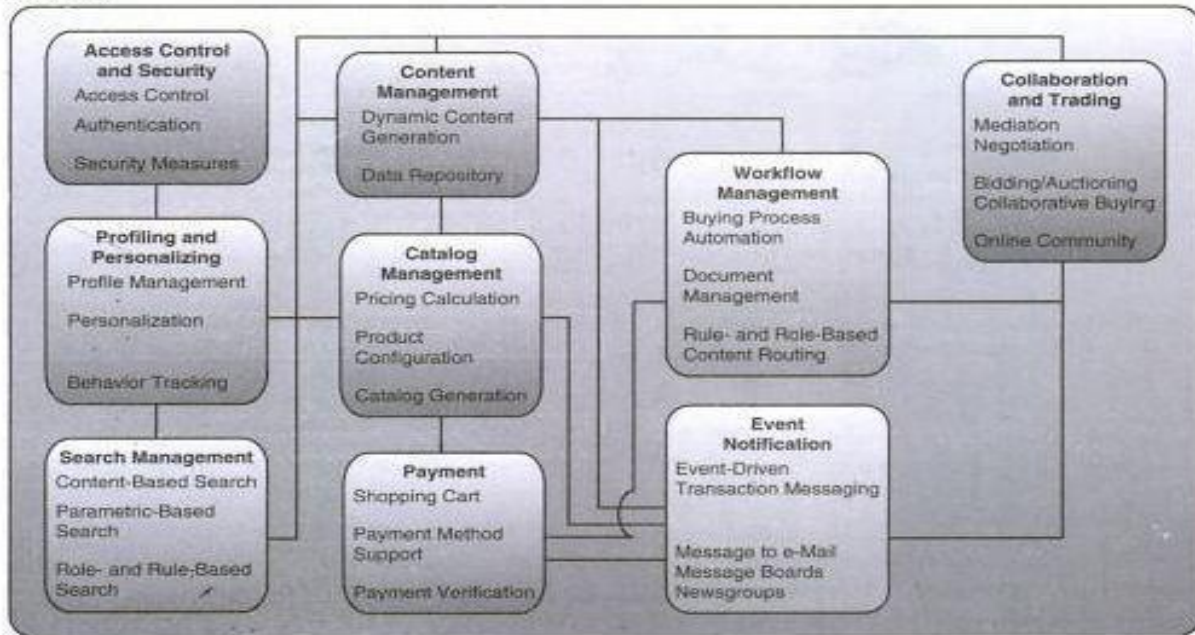 Access Control
and Security
Access Control
Authentication
Security Measures
Profiling and
Personalizing
Profile Management
Personalization
Behavior Tracking
Search Management
Content-Based Search
Parametric-Based
Search
Role- and Rule-Based
Search
Content
Management
Dynamic Content
Generation
Data Repository
Catalog
Management
Pricing Calculation
Product
Configuration
Catalog Generation
Payment
Shopping Cart
Payment Method
Support
Payment Verification
Workflow
Management
Buying Process
Automation
Document
Management
Rule- and Role-Based
Content Routing
Event
Notification
Event-Driven
Transaction Messaging
Message to e-Mail
Message Boards
Newsgroups
Collaboration
and Trading
Mediation
Negotiation
Bidding/Auctioning
Collaborative Buying
Online Community